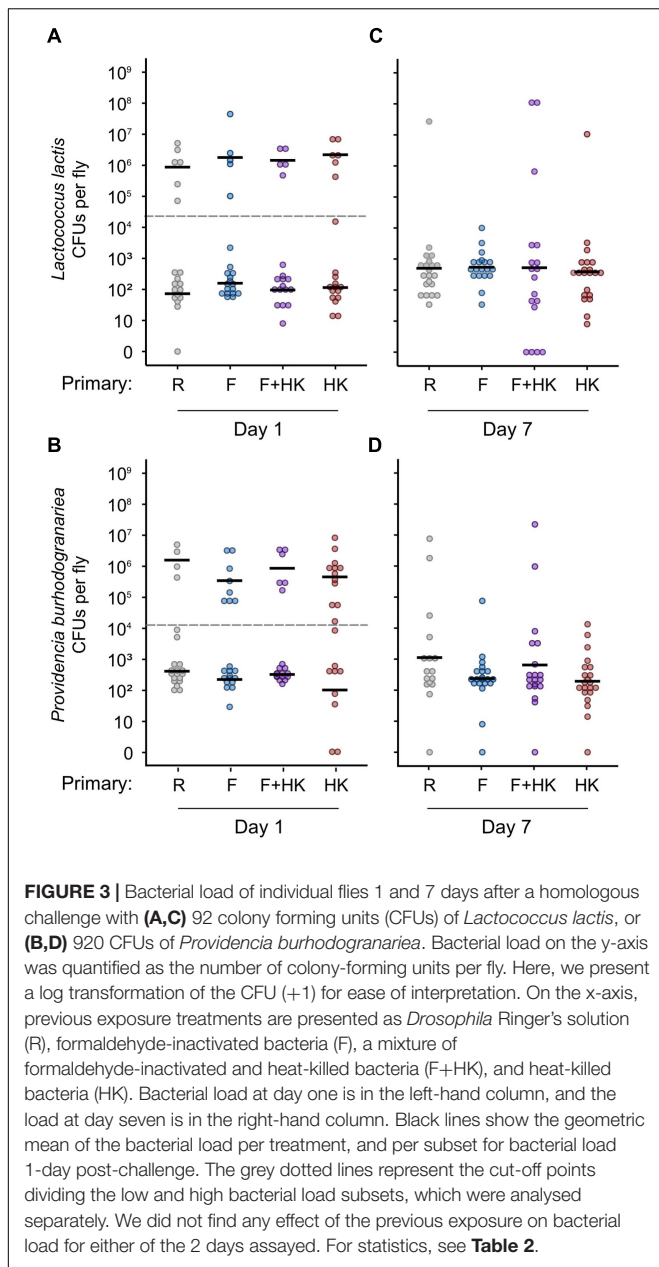 A
C
Lactococcus lactis
CFUs per fly
10⁹
10⁸
10⁷
10⁶
10⁵
10⁴
10³
10²
10
0
Primary: R F F+HK HK R F F+HK HK
Day 1 Day 7
B
D
Providencia burhodogranariea
CFUs per fly
10⁹
10⁸
10⁷
10⁶
10⁵
10⁴
10³
10²
10
0
Primary: R F F+HK HK R F F+HK HK
Day 1 Day 7
FIGURE 3 | Bacterial load of individual flies 1 and 7 days after a homologous
challenge with (A,C) 92 colony forming units (CFUs) of Lactococcus lactis, or
(B,D) 920 CFUs of Providencia burhodogranariea. Bacterial load on the y-axis
was quantified as the number of colony-forming units per fly. Here, we present
a log transformation of the CFU (+1) for ease of interpretation. On the x-axis,
previous exposure treatments are presented as Drosophila Ringer's solution
(R), formaldehyde-inactivated bacteria (F), a mixture of
formaldehyde-inactivated and heat-killed bacteria (F+HK), and heat-killed
bacteria (HK). Bacterial load at day one is in the left-hand column, and the
load at day seven is in the right-hand column. Black lines show the geometric
mean of the bacterial load per treatment, and per subset for bacterial load
1-day post-challenge. The grey dotted lines represent the cut-off points
dividing the low and high bacterial load subsets, which were analysed
separately. We did not find any effect of the previous exposure on bacterial
load for either of the 2 days assayed. For statistics, see Table 2.